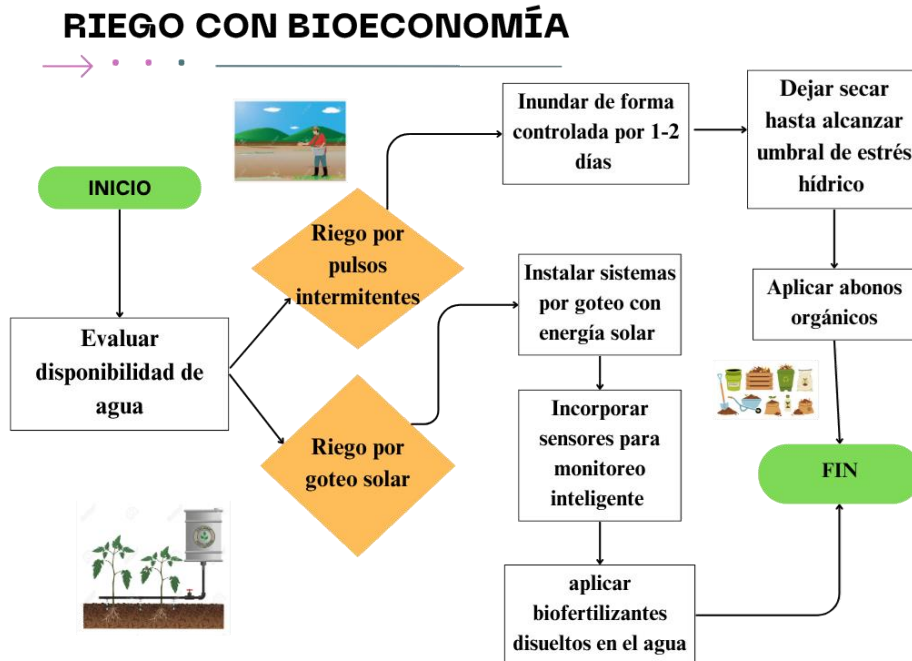 RIEGO CON BIOECONOMÍA
INICIO
Evaluar
disponibilidad de
agua
Riego por
pulsos
intermitentes
Inundar de forma
controlada por 1-2
días
Dejar secar
hasta alcanzar
umbral de estrés
hídrico
Aplicar abonos
orgánicos
Riego por
goteo solar
Instalar sistemas
por goteo con
energía solar
Incorporar
sensores para
monitoreo
inteligente
aplicar
biofertilizantes
disueltos en el agua
FIN